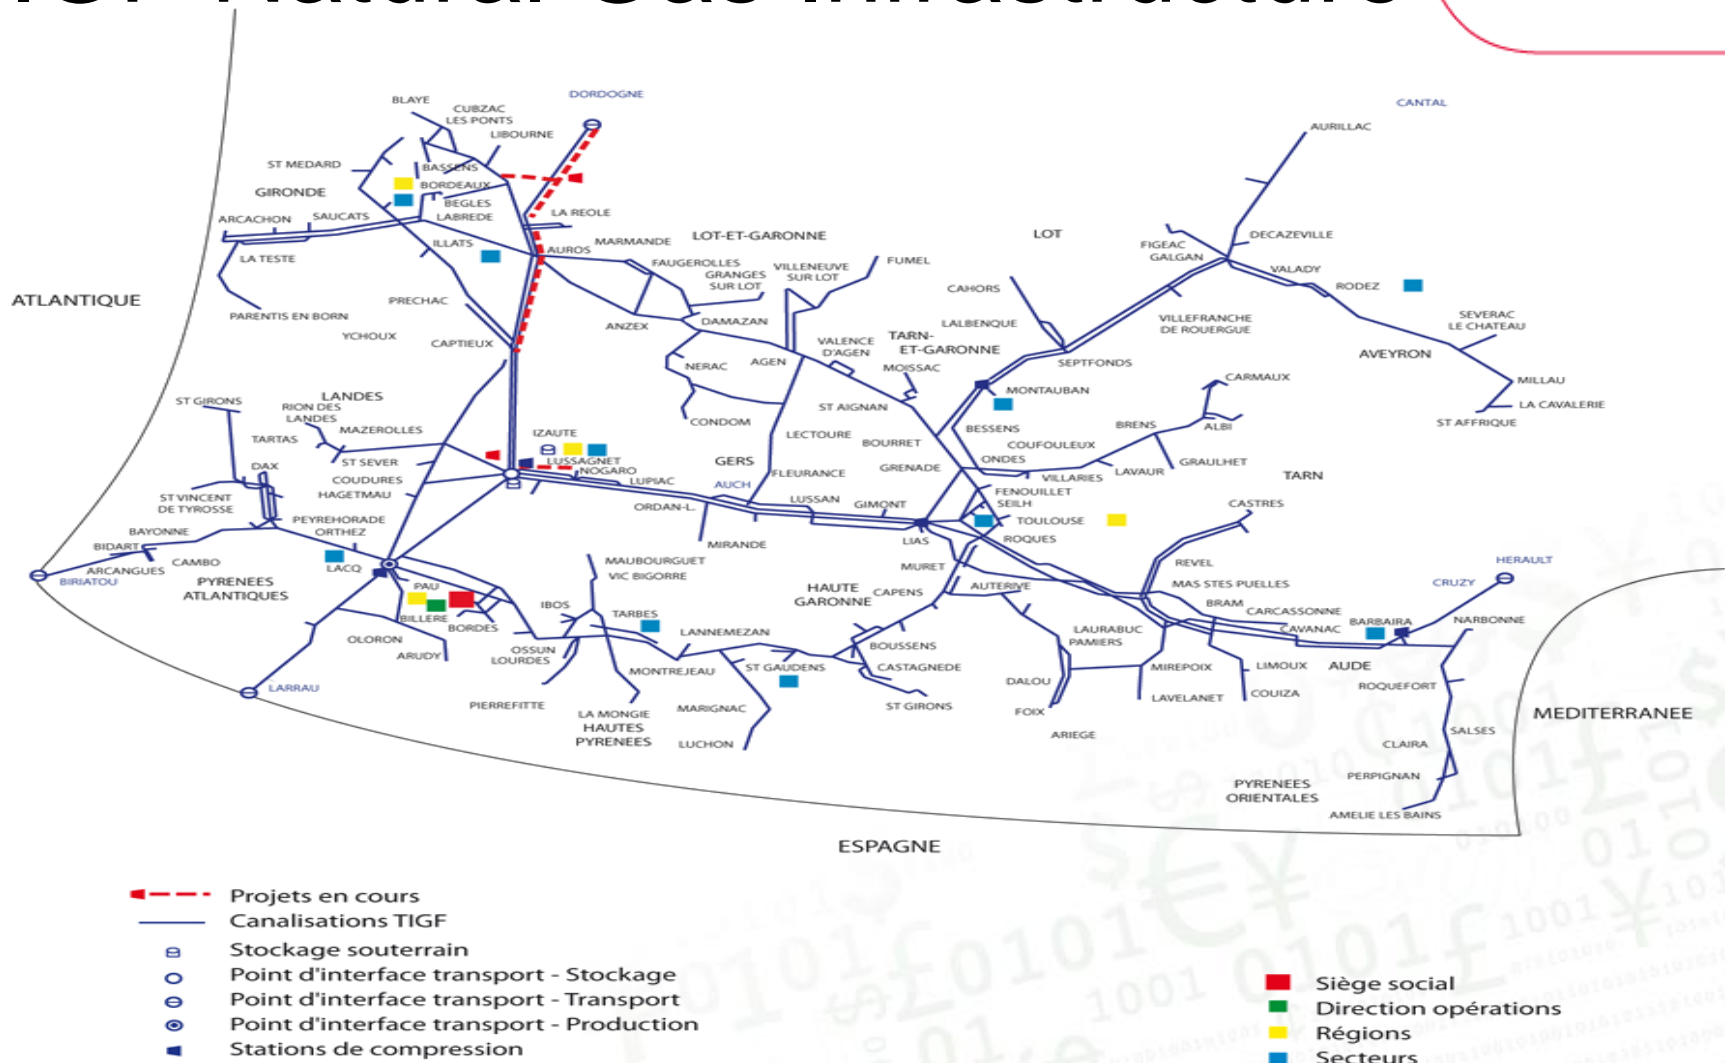 TIGF Natural Gas Infrastructure
BLAYE
CUBZAC
LES PONTS
LIBOURNE
DORDOGNE
CANTAL
AURILLAC
ST MEDARD
BASSENS
GIRONDE
BORDEAUX
BEGLES
LABREDE
ARCACHON
SAUCATS
LA REOLE
ILLATS
AUROS
MARMANDE
LOT-ET-GARONNE
LOT
FIGEAC
GALGAN
DECAZEVILLE
LA TESTE
FAUGEROLLES
GRANGES
SUR LOT
VILLENEUVE
SUR LOT
FUMEL
VALADY
RODEZ
CAHORS
ATLANTIQUE
PRECHAC
PARENTIS EN BORN
YCHOUX
CAPTIEUX
ANZEX
DAMAZAN
LALBENQUE
VILLEFRANCHE
DE ROUERGUE
SEVERAC
LE CHATEAU
VALENCE
D'AGEN
TARN-
ET-GARONNE
AVEYRON
NERAC
AGEN
MOISSAC
SEPTFONDS
MONTAUBAN
CARMAUX
MILLAU
LA CAVALERIE
ST AFFRIQUE
ST GIRONS
LANDES
RION DES
LANDES
MAZEROLLES
TARTAS
CONDOM
ST AIGNAN
LECTOURE
BOURRET
BESSENS
COUFOULEUX
BRENS
ALBI
IZAUTE
LUSSAGNET
NOGARO
LUPIAC
ST SEVER
DAX
COUDURES
HAGETMAU
GERS
FLEURANCE
AUCH
GRENADE
ONDES
VILLARIES
LAVAUR
GRAULHET
TARN
ST VINCENT
DE TYROSSE
ORDAN-L.
LUSSAN
GIMONT
FENOUILLET
SEILH
TOULOUSE
CASTRES
PEYREHORADE
ORTHEZ
BAYONNE
BIDART
ARCANGUES
CAMBO
BIRIATOU
LACQ
MIRANDE
LIAS
ROQUES
PYRENEES
ATLANTIQUES
PAU
BILLERE
BORDES
MAUBOURGUET
VIC BIGORRE
MURET
REVEL
HERAULT
CRUZY
HAUTE
GARONNE
CAPENS
AUTERIVE
MAS STES PUELLES
BRAM
CARCASSONNE
CAVANAC
BARBAIRA
NARBONNE
IBOS
TARBES
OLORON
ARUDY
OSSUN
LOURDES
LANNEMEZAN
MONTREJEAU
ST GAUDENS
BOUSSENS
CASTAGNEDE
LAURABUC
PAMIERS
MIREPOIX
LIMOUX
AUDE
LARRAU
PIERREFITTE
LA MONGIE
HAUTES
PYRENEES
MARIGNAC
LUCHON
ST GIRONS
DALOU
FOIX
ARIEGE
LAVELANET
COUIZA
ROQUEFORT
MEDITERRANEE
SALSES
CLAIRA
PERPIGNAN
PYRENEES
ORIENTALES
AMELIE LES BAINS
ESPAGNE
Projets en cours
Canalisations TIGF
Stockage souterrain
Point d'interface transport - Stockage
Point d'interface transport - Transport
Point d'interface transport - Production
Stations de compression
Siège social
Direction opérations
Régions
Secteurs